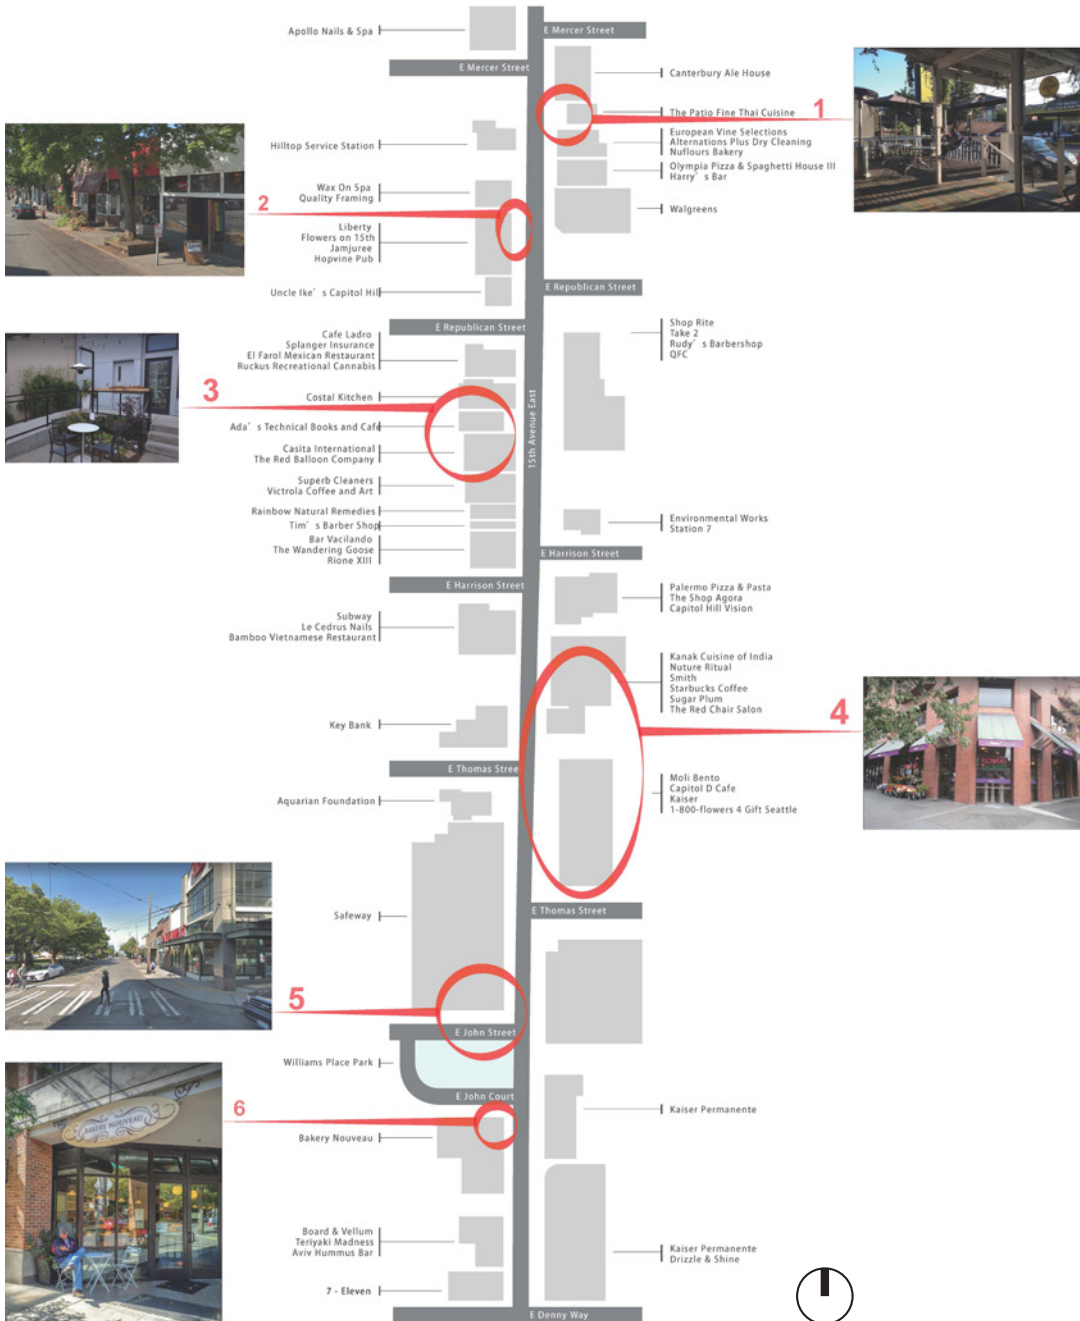 E Mercer Street
Apollo Nails & Spa
E Mercer Street
Canterbury Ale House
1
The Patio Fine Thai Cuisine
European Vine Selections
Alternations Plus Dry Cleaning
Nuflours Bakery
Hilltop Service Station
Olympia Pizza & Spaghetti House III
Harry's Bar
Wax On Spa
Quality Framing
2
Walgreens
Liberty
Flowers on 15th
Jamjuree
Hopvine Pub
Uncle Ike's Capitol Hil
E Republican Street
E Republican Street
Shop Rite
Take 2
Rudy's Barbershop
QFC
Cafe Ladro
Splanger Insurance
El Farol Mexican Restaurant
Ruckus Recreational Cannabis
3
Costal Kitchen
Ada's Technical Books and Cafe
15th Avenue East
Casita International
The Red Balloon Company
Superb Cleaners
Victrola Coffee and Art
Rainbow Natural Remedies
Tim's Barber Shop
Bar Vacilando
The Wandering Goose
Rione XIII
Environmental Works
Station 7
E Harrison Street
E Harrison Street
Palermo Pizza & Pasta
The Shop Agora
Capitol Hill Vision
Subway
Le Cedrus Nails
Bamboo Vietnamese Restaurant
Kanak Cuisine of India
Nuture Ritual
Smith
Starbucks Coffee
Sugar Plum
The Red Chair Salon
4
Key Bank
E Thomas Stree
Moli Bento
Capitol D Cafe
Kaiser
1-800-flowers 4 Gift Seattle
Aquarian Foundation
Safeway
E Thomas Street
5
E John Street
Williams Place Park
E John Court
6
BAKERY NOUVEAU
Bakery Nouveau
Kaiser Permanente
Board & Vellum
Teriyaki Madness
Aviv Hummus Bar
Kaiser Permanente
Drizzle & Shine
7 - Eleven
E Denny Way